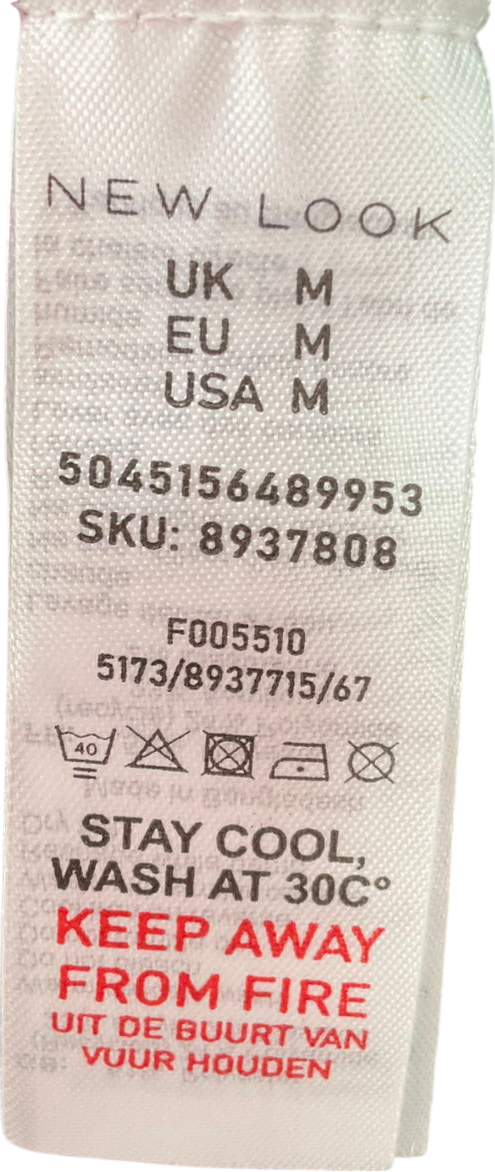 NEW LOOK
UK M
EU M
USA M
5045156489953
SKU: 8937808
F005510
5173/8937715/67
40
STAY COOL,
WASH AT 30C°
KEEP AWAY
FROM FIRE
UIT DE BUURT VAN
VUUR HOUDEN